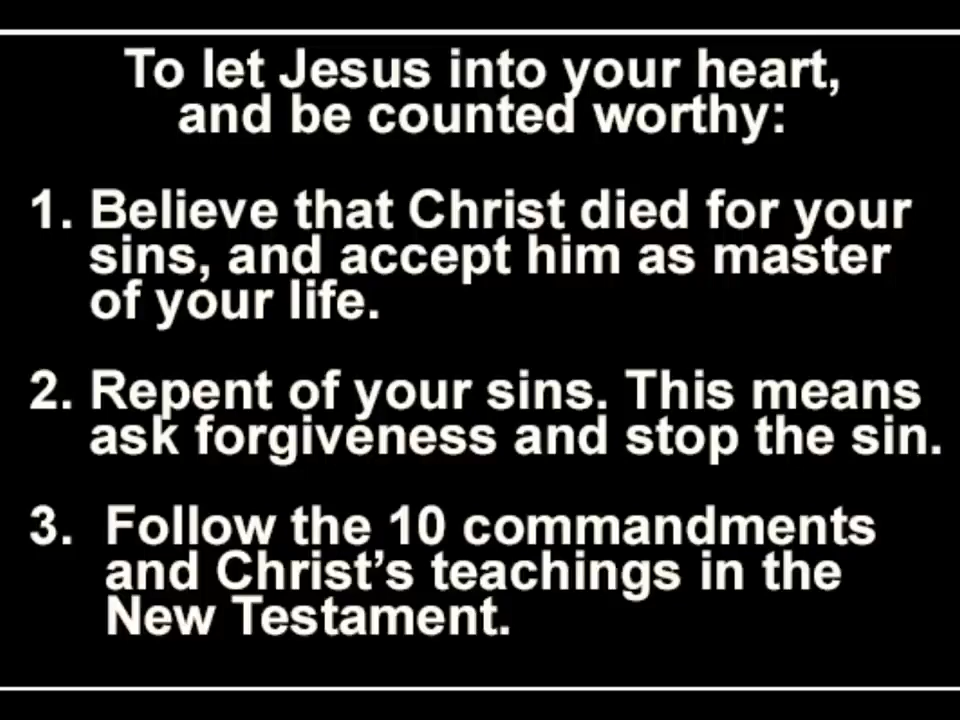 To let Jesus into your heart,
and be counted worthy:
1. Believe that Christ died for your
sins, and accept him as master
of your life.
2. Repent of your sins. This means
ask forgiveness and stop the sin.
3. Follow the 10 commandments
and Christ’s teachings in the
New Testament.